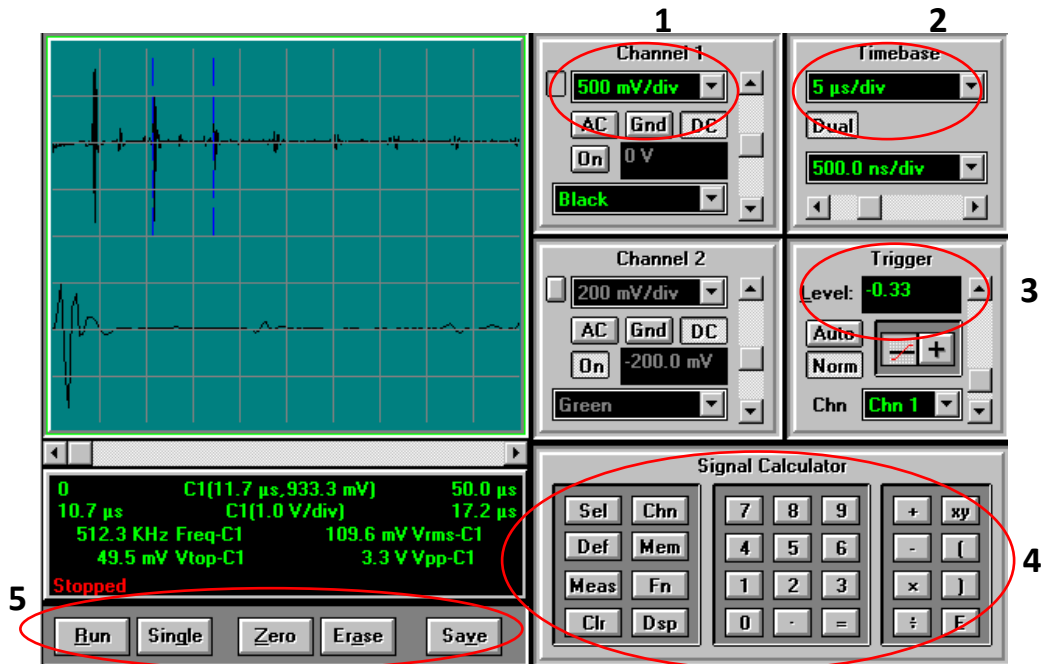 1
2
Channel 1
500 mV/div
AC Gnd DC
On 0 V
Black
Timebase
5 µs/div
Dual
500.0 ns/div
Channel 2
200 mV/div
AC Gnd DC
On -200.0 mV
Green
Trigger
Level: -0.33
3
Auto
Norm
Chn Chn 1
0 C1(11.7 µs,933.3 mV) 50.0 µs
10.7 µs C1(1.0 V/div) 17.2 µs
512.3 KHz Freq-C1 109.6 mV Vrms-C1
49.5 mV Vtop-C1 3.3 V Vpp-C1
Stopped
5
Run Single Zero Erase Save
Signal Calculator
Sel Chn 7 8 9 + xy
Def Mem 4 5 6 - (
Meas Fn 1 2 3 × )
Clr Dsp 0 · = ÷ E
4